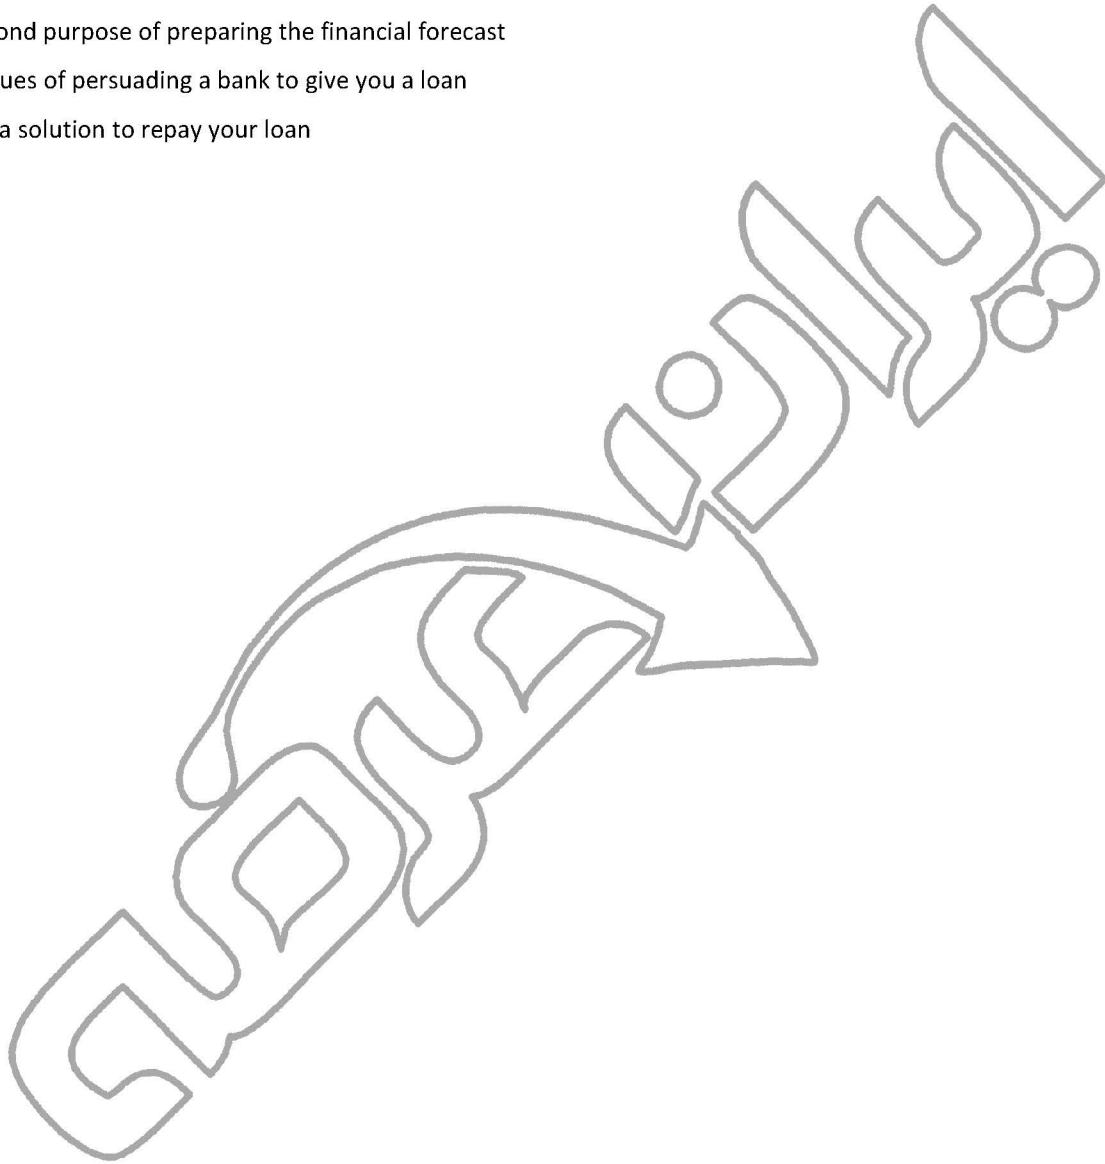 ond purpose of preparing the financial forecast
ues of persuading a bank to give you a loan
a solution to repay your loan
ایران